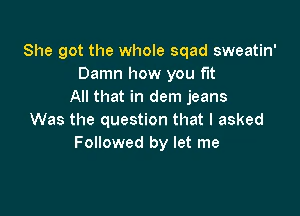 She got the whole sqad sweatin'
Damn how you fit
All that in dem jeans
Was the question that I asked
Followed by let me